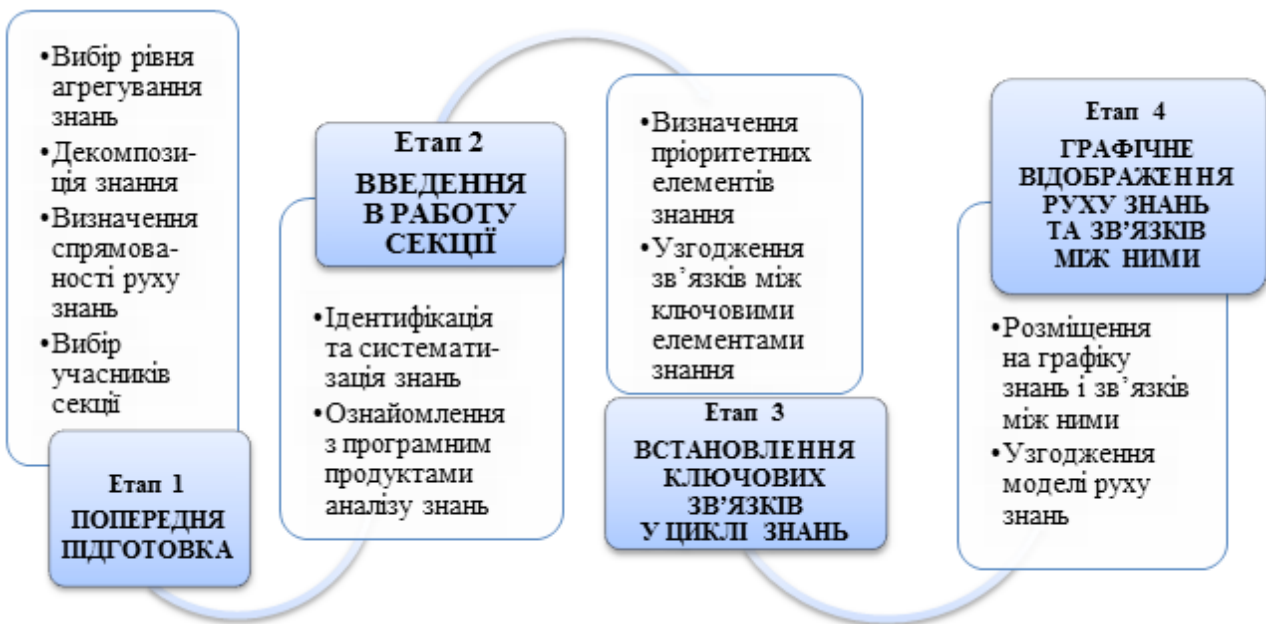 •Вибір рівня
агрегування
знань
•Декомпози-
ція знання
•Визначення
спрямова-
ності руху
знань
•Вибір
учасників
секції
Етап 1
ПОПЕРЕДНЯ
ПІДГОТОВКА
Етап 2
ВВЕДЕННЯ
В РАБОТУ
СЕКЦІЇ
•Ідентифікація
та системати-
зація знань
•Ознайомлення
з програмним
продуктами
аналізу знань
•Визначення
пріоритетних
елементів
знання
•Узгодження
зв’язків між
ключовими
елементами
знання
Етап 3
ВСТАНОВЛЕННЯ
КЛЮЧОВИХ
ЗВ’ЯЗКІВ
У ЦИКЛІ ЗНАНЬ
Етап 4
ГРАФІЧНЕ
ВІДОБРАЖЕННЯ
РУХУ ЗНАНЬ
ТА ЗВ’ЯЗКІВ
МІЖ НИМИ
•Розміщення
на графіку
знань і зв’язків
між ними
•Узгодження
моделі руху
знань